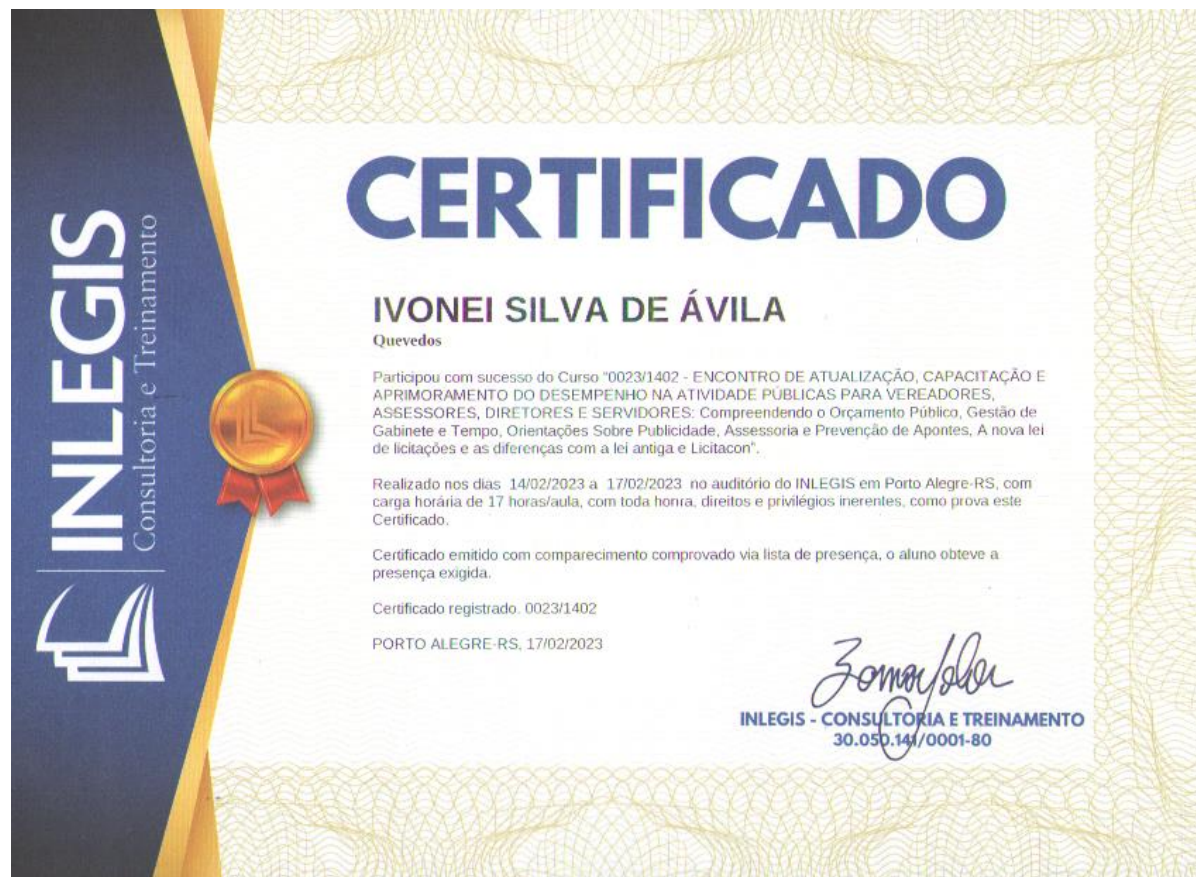 INLEGIS
Consultoria e Treinamento
CERTIFICADO
IVONEI SILVA DE ÁVILA
Quevedos
Participou com sucesso do Curso "0023/1402 - ENCONTRO DE ATUALIZAÇÃO, CAPACITAÇÃO E
APRIMORAMENTO DO DESEMPENHO NA ATIVIDADE PÚBLICAS PARA VEREADORES,
ASSESSORES, DIRETORES E SERVIDORES: Compreendendo o Orçamento Público, Gestão de
Gabinete e Tempo, Orientações Sobre Publicidade, Assessoria e Prevenção de Apontes, A nova lei
de licitações e as diferenças com a lei antiga e Licitacon".
Realizado nos dias 14/02/2023 a 17/02/2023 no auditório do INLEGIS em Porto Alegre-RS, com
carga horária de 17 horas/aula, com toda honra, direitos e privilégios inerentes, como prova este
Certificado.
Certificado emitido com comparecimento comprovado via lista de presença, o aluno obteve a
presença exigida.
Certificado registrado. 0023/1402
PORTO ALEGRE-RS, 17/02/2023
INLEGIS - CONSULTORIA E TREINAMENTO
30.050.141/0001-80